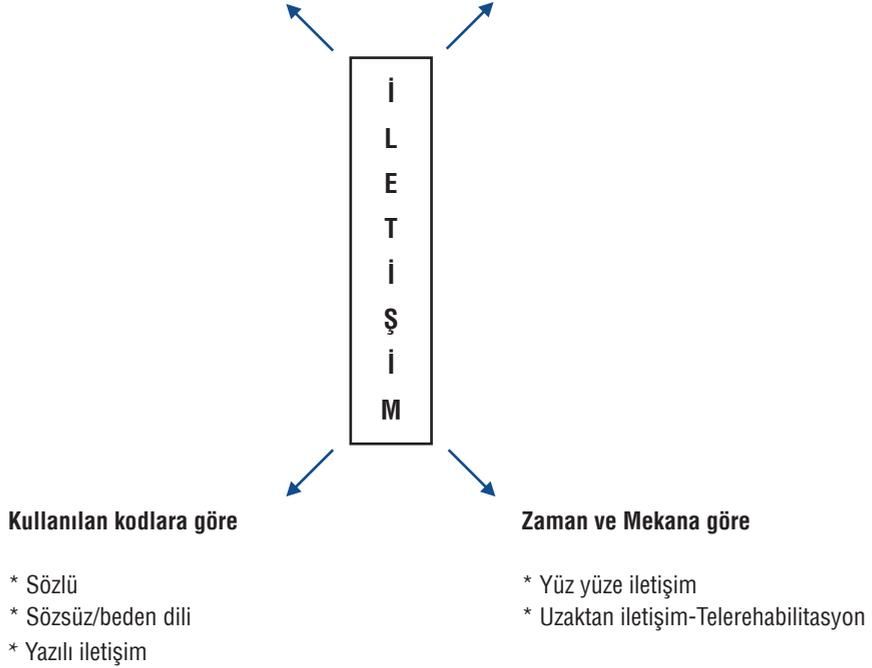 İ
L
E
T
İ
Ş
İ
M
Kullanılan kodlara göre
* Sözlü
* Sözsüz/beden dili
* Yazılı iletişim
Zaman ve Mekana göre
* Yüz yüze iletişim
* Uzaktan iletişim-Telerehabilitasyon